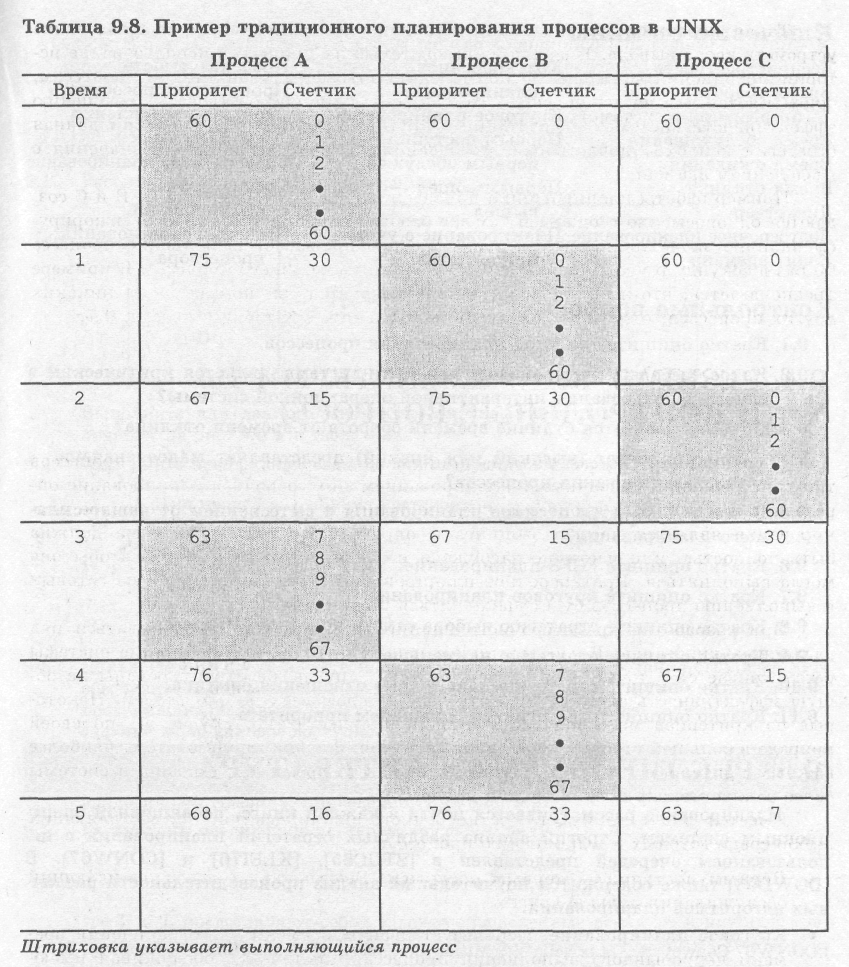 Таблица 9.8. Пример традиционного планирования процессов в UNIX
Процесс A Процесс B Процесс C
Время Приоритет Счетчик Приоритет Счетчик Приоритет Счетчик
0 60 0 60 0 60 0
1
2
•
•
60
1 75 30 60 0 60 0
1
2
•
•
60
2 67 15 75 30 60 0
1
2
•
•
60
3 63 7 67 15 75 30
8
9
•
•
67
4 76 33 63 7 67 15
8
9
•
•
67
5 68 16 76 33 63 7
Штриховка указывает выполняющийся процесс